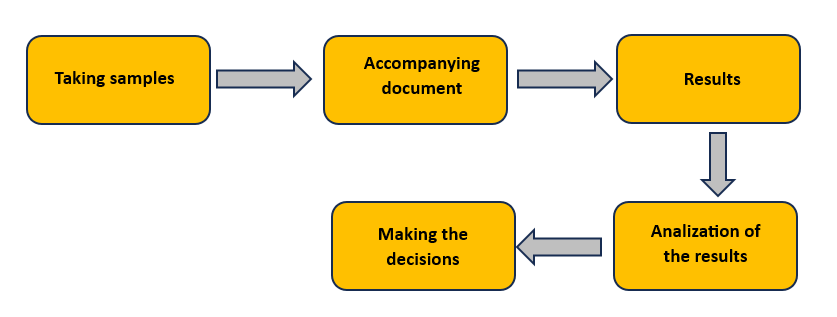 Taking samples
Accompanying
document
Results
Analization of
the results
Making the
decisions